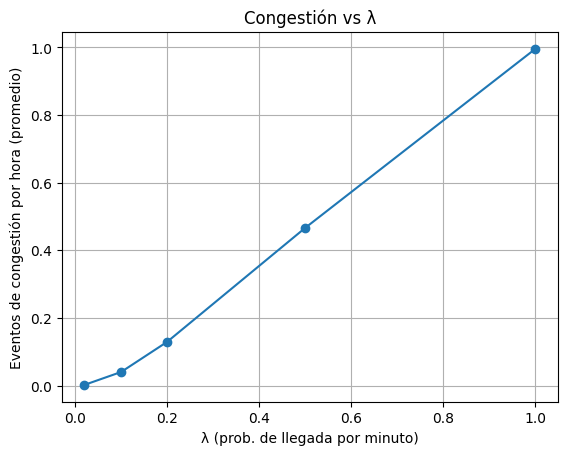 Congestión vs λ
Eventos de congestión por hora (promedio)
1.0
0.8
0.6
0.4
0.2
0.0
0.0 0.2 0.4 0.6 0.8 1.0
λ (prob. de llegada por minuto)